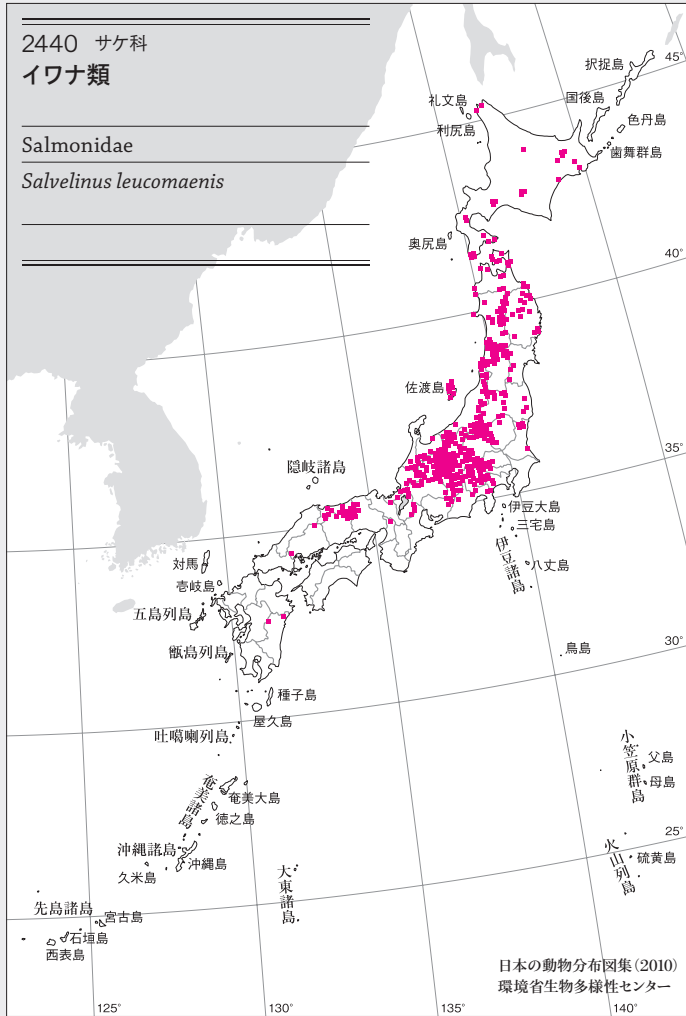 2440 サケ科
イワナ類
Salmonidae
Salvelinus leucomaenis
45°
択捉島
国後島
礼文島
色丹島
利尻島
歯舞群島
奥尻島
40°
佐渡島
35°
隠岐諸島
伊豆大島
三宅島
伊豆諸島
八丈島
対馬
壱岐島
五島列島
甑島列島
鳥島
30°
種子島
屋久島
吐噶喇列島
小笠原群島
父島
母島
奄美諸島
奄美大島
徳之島
25°
沖縄諸島
沖縄島
久米島
火山列島
硫黄島
大東諸島
先島諸島
宮古島
石垣島
西表島
日本の動物分布図集(2010)
環境省生物多様性センター
125°
130°
135°
140°